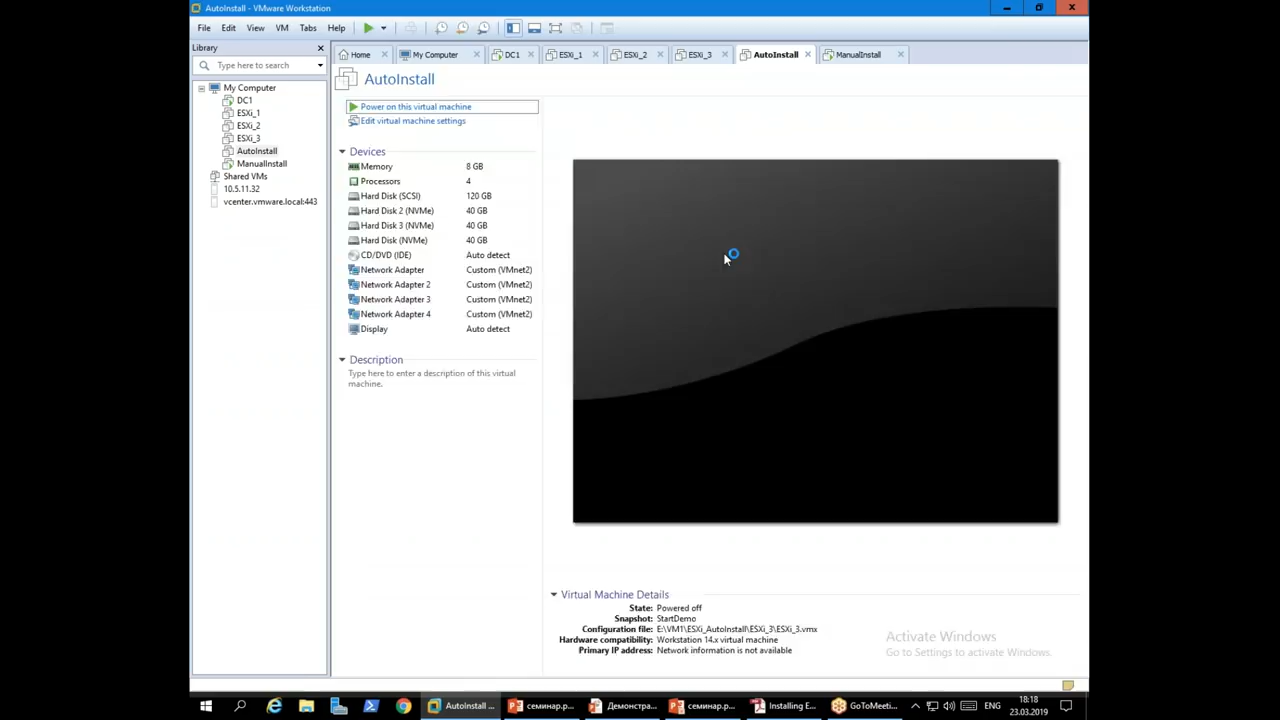 AutoInstall - VMware Workstation
File Edit View VM Tabs Help
Library
Type here to search
My Computer
DC1
ESXi_1
ESXi_2
ESXi_3
AutoInstall
ManualInstall
Shared VMs
10.5.11.32
vcenter.vmware.local:443
Home My Computer DC1 ESXi_1 ESXi_2 ESXi_3 AutoInstall ManualInstall
AutoInstall
Power on this virtual machine
Edit virtual machine settings
Devices
Memory 8 GB
Processors 4
Hard Disk (SCSI) 120 GB
Hard Disk 2 (NVMe) 40 GB
Hard Disk 3 (NVMe) 40 GB
Hard Disk (NVMe) 40 GB
CD/DVD (IDE) Auto detect
Network Adapter Custom (VMnet2)
Network Adapter 2 Custom (VMnet2)
Network Adapter 3 Custom (VMnet2)
Network Adapter 4 Custom (VMnet2)
Display Auto detect
Description
Type here to enter a description of this virtual
machine.
Virtual Machine Details
State: Powered off
Snapshot: StartDemo
Configuration file: E:\VM1\ESXi_AutoInstall\ESXi_3\ESXi_3.vmx
Hardware compatibility: Workstation 14.x virtual machine
Primary IP address: Network information is not available
Activate Windows
Go to Settings to activate Windows.
AutoInstall ... семинар.p... Демонстра... семинар.p... Installing E... GoToMeeti... ENG
18:18
23.03.2019